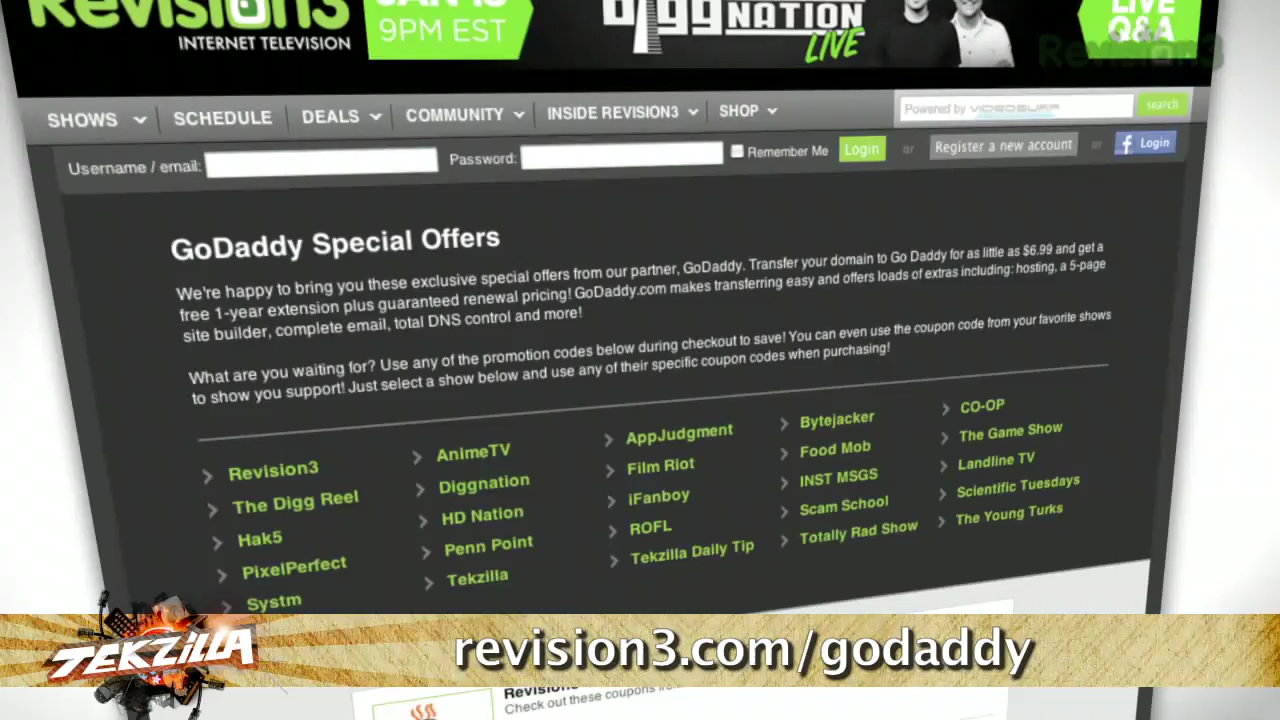 Revision3
INTERNET TELEVISION
JAN 13
9PM EST
diggNATION
LIVE
LIVE
Q&A
Revision3
SHOWS
SCHEDULE
DEALS
COMMUNITY
INSIDE REVISION3
SHOP
Powered by VIDEOSURF
search
Username / email:
Password:
Remember Me
Login
or
Register a new account
or
f Login
GoDaddy Special Offers
We're happy to bring you these exclusive special offers from our partner, GoDaddy. Transfer your domain to Go Daddy for as little as $6.99 and get a
free 1-year extension plus guaranteed renewal pricing! GoDaddy.com makes transferring easy and offers loads of extras including: hosting, a 5-page
site builder, complete email, total DNS control and more!
What are you waiting for? Use any of the promotion codes below during checkout to save! You can even use the coupon code from your favorite shows
to show you support! Just select a show below and use any of their specific coupon codes when purchasing!
Revision3
The Digg Reel
Hak5
PixelPerfect
Systm
AnimeTV
Diggnation
HD Nation
Penn Point
Tekzilla
AppJudgment
Film Riot
iFanboy
ROFL
Tekzilla Daily Tip
Bytejacker
Food Mob
INST MSGS
Scam School
Totally Rad Show
CO-OP
The Game Show
Landline TV
Scientific Tuesdays
The Young Turks
TEKZILLA
revision3.com/godaddy
Check out these coupons